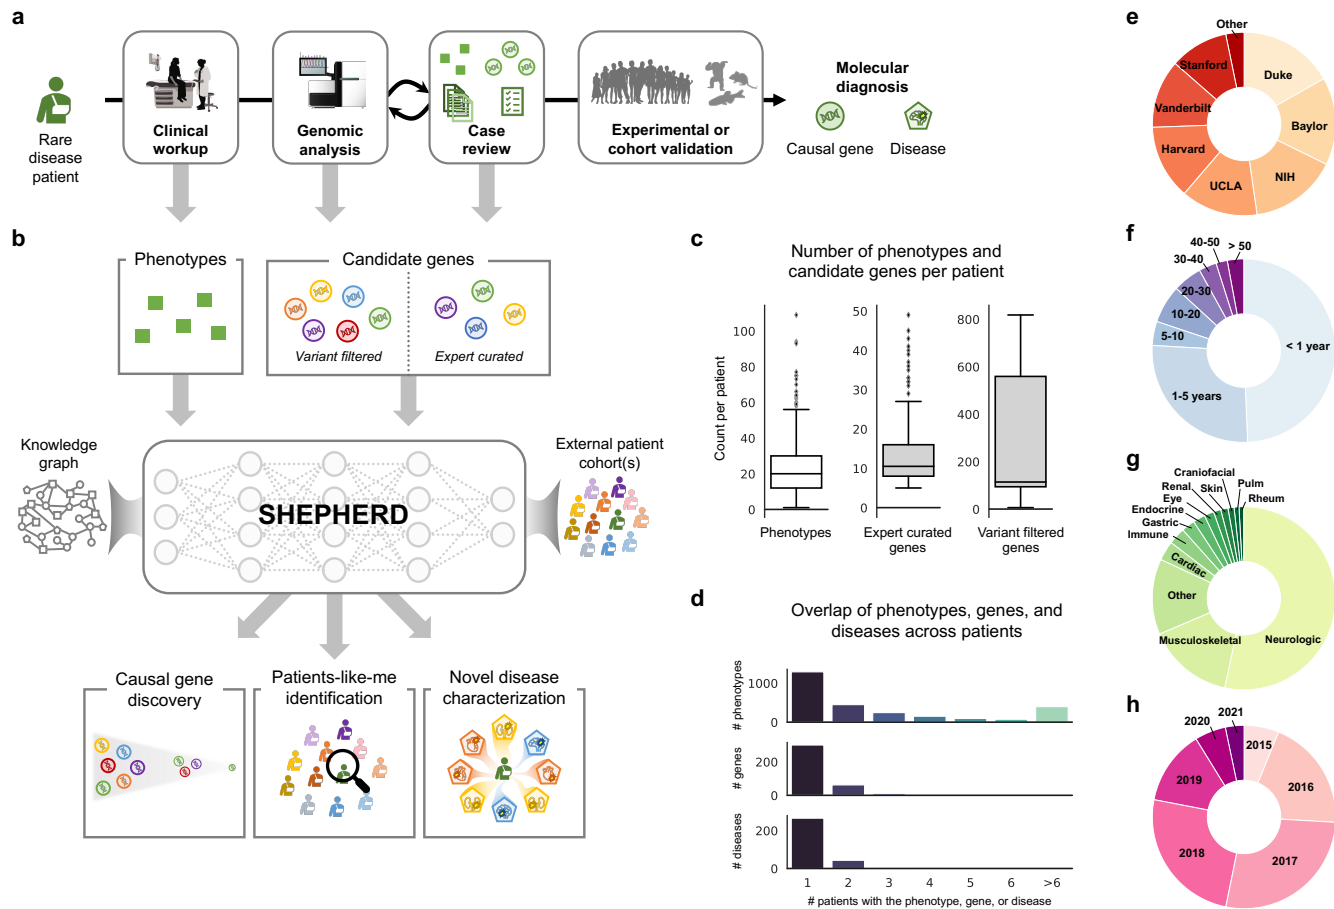 a
Rare
disease
patient
Clinical
workup
Genomic
analysis
Case
review
Experimental or
cohort validation
Molecular
diagnosis
Causal gene
Disease
b
Phenotypes
Candidate genes
Variant filtered
Expert curated
Knowledge
graph
SHEPHERD
External patient
cohort(s)
Causal gene
discovery
Patients-like-me
identification
Novel disease
characterization
c
Number of phenotypes and
candidate genes per patient
Count per patient
100
80
60
40
20
0
Phenotypes
50
40
30
20
10
0
Expert curated
genes
800
600
400
200
0
Variant filtered
genes
d
Overlap of phenotypes, genes, and
diseases across patients
# phenotypes
1000
0
# genes
200
0
# diseases
200
0
1 2 3 4 5 6 >6
# patients with the phenotype, gene, or disease
e
Other
Stanford
Duke
Vanderbilt
Baylor
Harvard
UCLA
NIH
f
40-50
> 50
30-40
20-30
10-20
5-10
< 1 year
1-5 years
g
Craniofacial
Renal
Skin
Pulm
Eye
Rheum
Endocrine
Gastric
Immune
Cardiac
Other
Musculoskeletal
Neurologic
h
2021
2020
2015
2019
2016
2018
2017